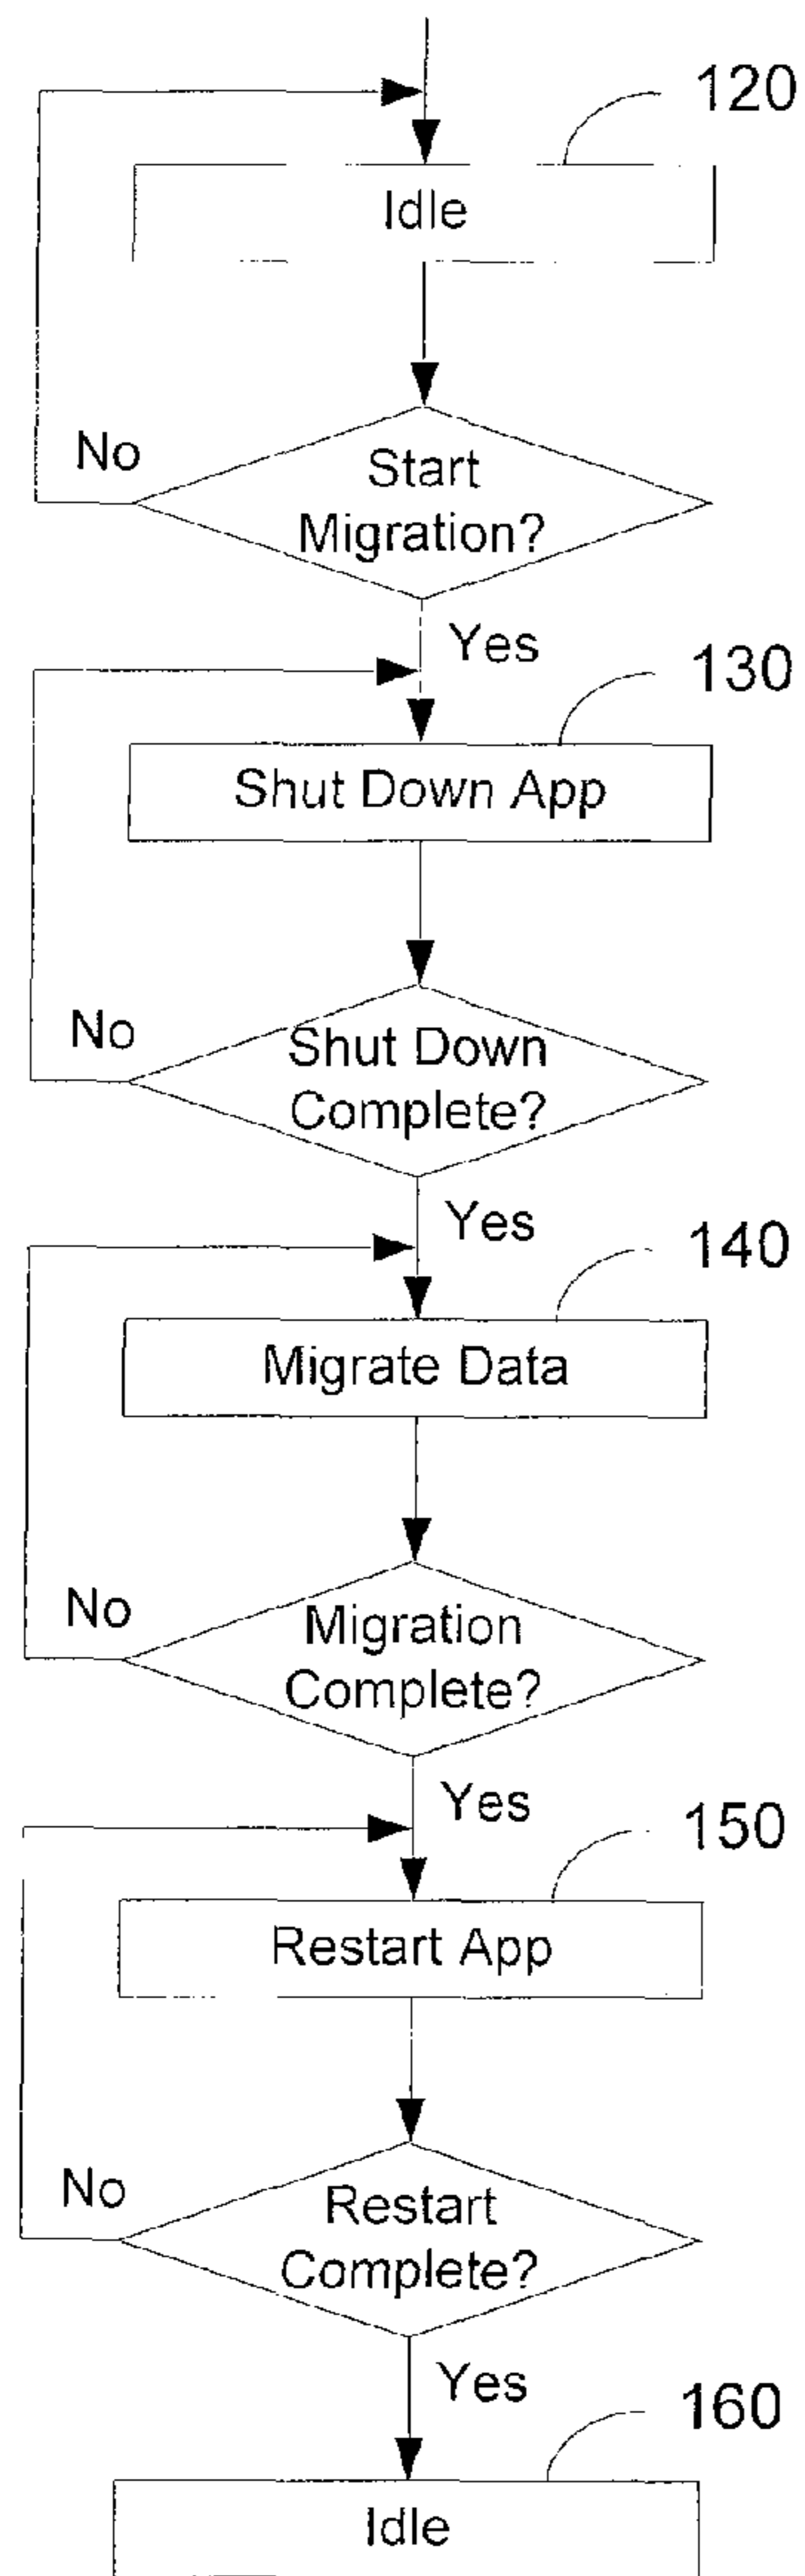 120
Idle
No
Start
Migration?
Yes
130
Shut Down App
No
Shut Down
Complete?
Yes
140
Migrate Data
No
Migration
Complete?
Yes
150
Restart App
No
Restart
Complete?
Yes
160
Idle